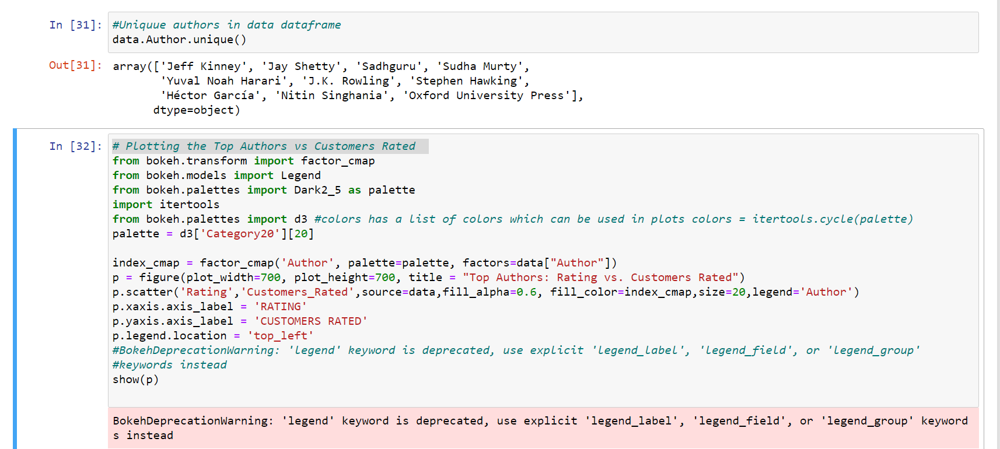 In [31]: #Uniquue authors in data dataframe
data.Author.unique()
Out[31]: array(['Jeff Kinney', 'Jay Shetty', 'Sadhguru', 'Sudha Murty',
'Yuval Noah Harari', 'J.K. Rowling', 'Stephen Hawking',
'Héctor García', 'Nitin Singhania', 'Oxford University Press'],
dtype=object)
In [32]: # Plotting the Top Authors vs Customers Rated
from bokeh.transform import factor_cmap
from bokeh.models import Legend
from bokeh.palettes import Dark2_5 as palette
import itertools
from bokeh.palettes import d3 #colors has a list of colors which can be used in plots colors = itertools.cycle(palette)
palette = d3['Category20'][20]
index_cmap = factor_cmap('Author', palette=palette, factors=data["Author"])
p = figure(plot_width=700, plot_height=700, title = "Top Authors: Rating vs. Customers Rated")
p.scatter('Rating','Customers_Rated',source=data,fill_alpha=0.6, fill_color=index_cmap,size=20,legend='Author')
p.xaxis.axis_label = 'RATING'
p.yaxis.axis_label = 'CUSTOMERS RATED'
p.legend.location = 'top_left'
#BokehDeprecationWarning: 'legend' keyword is deprecated, use explicit 'legend_label', 'legend_field', or 'legend_group'
#keywords instead
show(p)
BokehDeprecationWarning: 'legend' keyword is deprecated, use explicit 'legend_label', 'legend_field', or 'legend_group' keyword
s instead